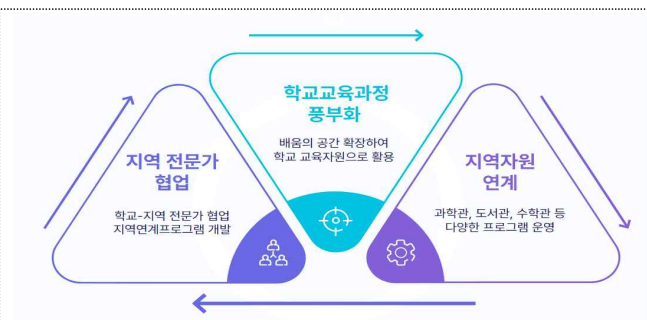 지역 전문가
협업
학교-지역 전문가 협업
지역연계프로그램 개발
학교교육과정
풍부화
배움의 공간 확장하여
학교 교육자원으로 활용
지역자원
연계
과학관, 도서관, 수학관 등
다양한 프로그램 운영